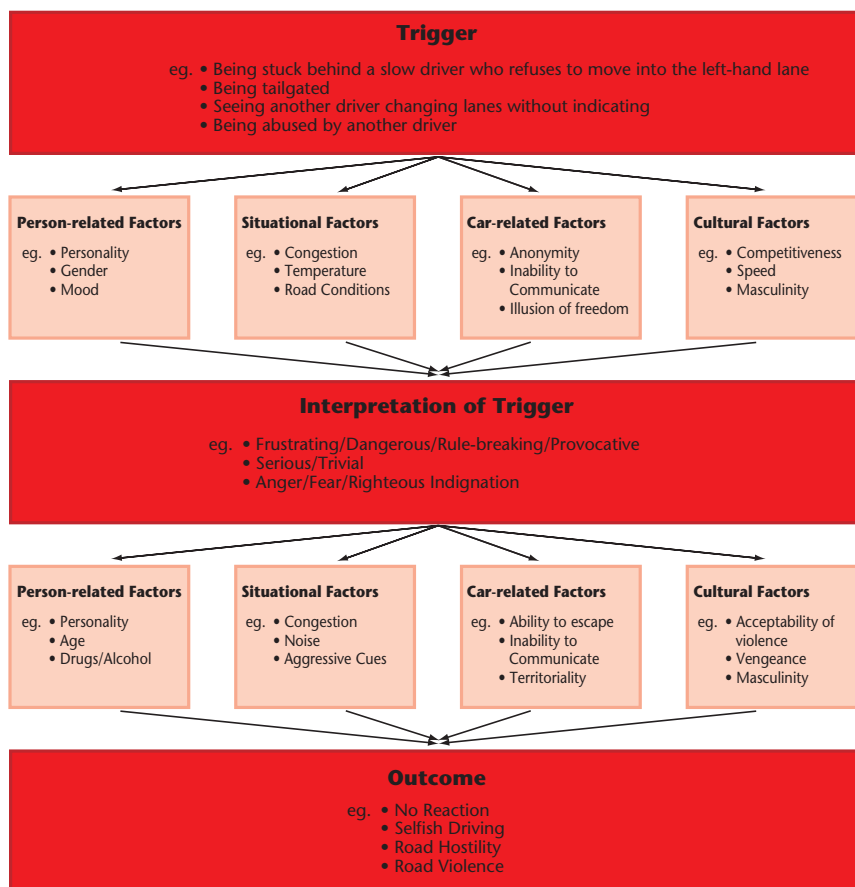 Trigger
eg. • Being stuck behind a slow driver who refuses to move into the left-hand lane
• Being tailgated
• Seeing another driver changing lanes without indicating
• Being abused by another driver
Person-related Factors
eg. • Personality
• Gender
• Mood
Situational Factors
eg. • Congestion
• Temperature
• Road Conditions
Car-related Factors
eg. • Anonymity
• Inability to
Communicate
• Illusion of freedom
Cultural Factors
eg. • Competitiveness
• Speed
• Masculinity
Interpretation of Trigger
eg. • Frustrating/Dangerous/Rule-breaking/Provocative
• Serious/Trivial
• Anger/Fear/Righteous Indignation
Person-related Factors
eg. • Personality
• Age
• Drugs/Alcohol
Situational Factors
eg. • Congestion
• Noise
• Aggressive Cues
Car-related Factors
eg. • Ability to escape
• Inability to
Communicate
• Territoriality
Cultural Factors
eg. • Acceptability of
violence
• Vengeance
• Masculinity
Outcome
eg. • No Reaction
• Selfish Driving
• Road Hostility
• Road Violence